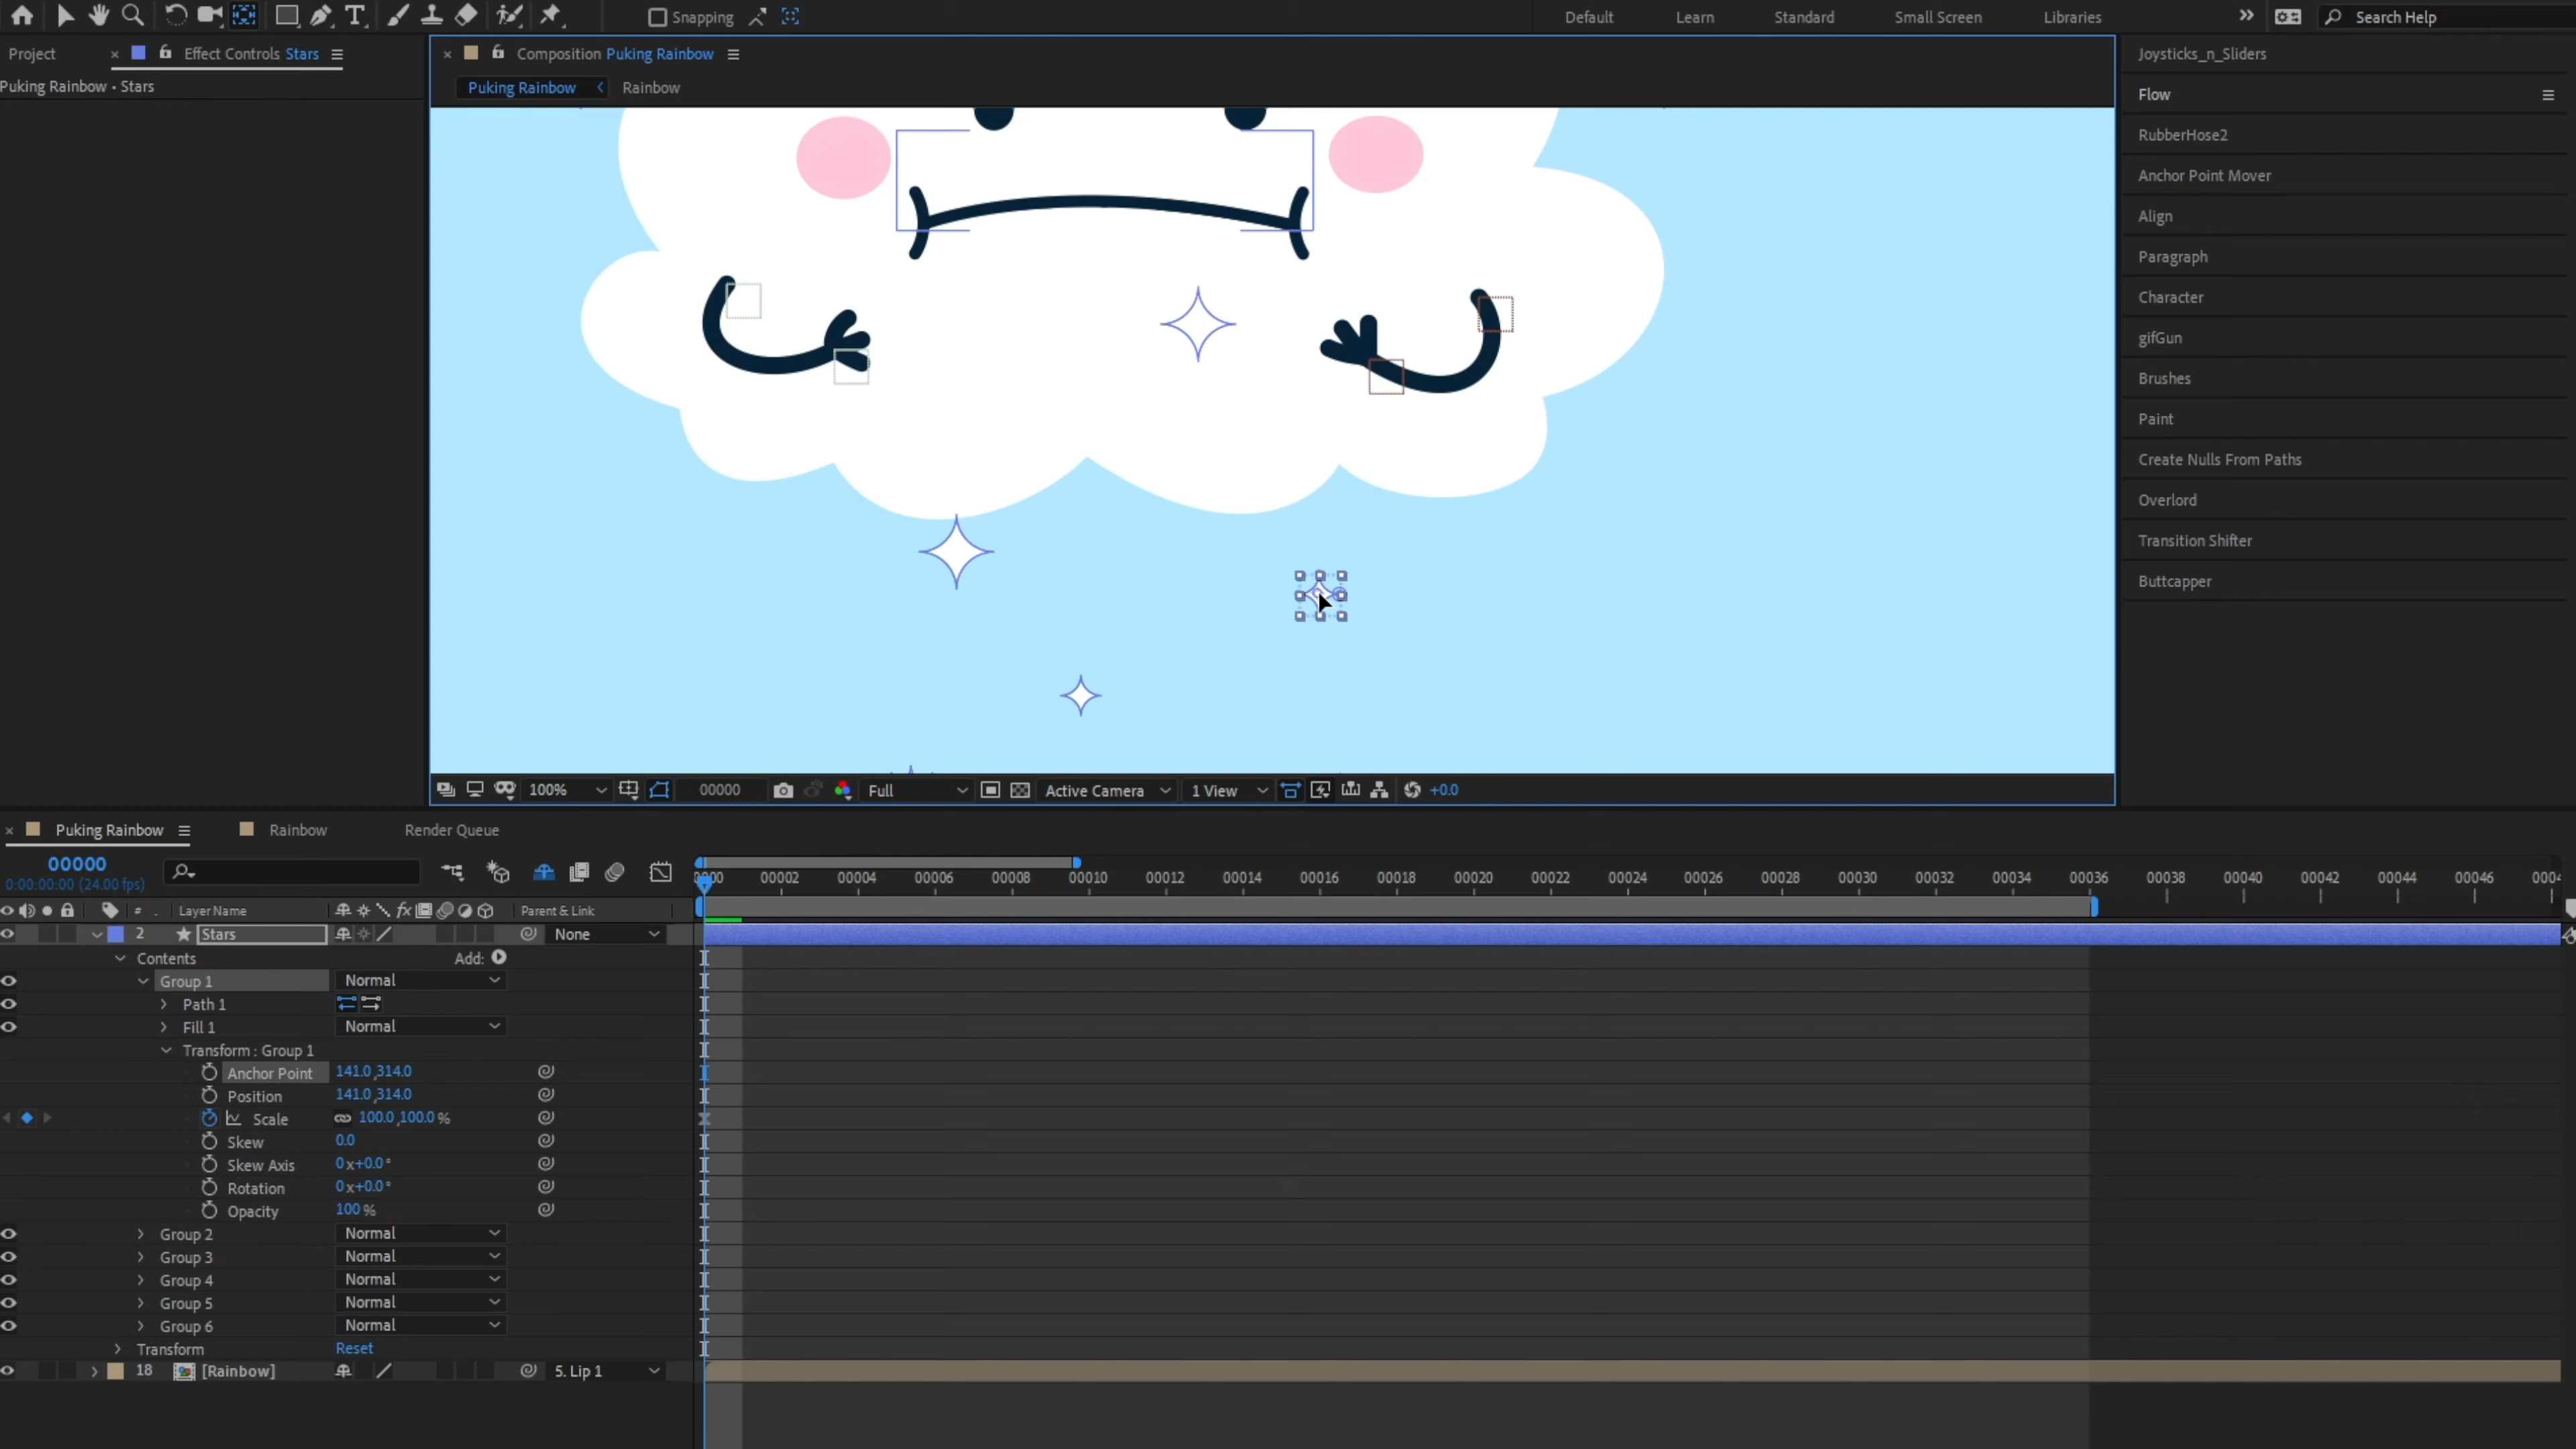 Snapping
Default Learn Standard Small Screen Libraries Search Help
Project Effect Controls Stars
Composition Puking Rainbow
Puking Rainbow • Stars
Puking Rainbow Rainbow
Joysticks_n_Sliders
Flow
RubberHose2
Anchor Point Mover
Align
Paragraph
Character
gifGun
Brushes
Paint
Create Nulls From Paths
Overlord
Transition Shifter
Buttcapper
100% 00000 Full Active Camera 1 View +0.0
Puking Rainbow Rainbow Render Queue
00000
0:00:00:00 (24.00 fps)
00002 00004 00006 00008 00010 00012 00014 00016 00018 00020 00022 00024 00026 00028 00030 00032 00034 00036 00038 00040 00042 00044 00046
# Layer Name fx Parent & Link
2 Stars None
Contents Add:
Group 1 Normal
Path 1
Fill 1 Normal
Transform : Group 1
Anchor Point 141.0,314.0
Position 141.0,314.0
Scale 100.0,100.0 %
Skew 0.0
Skew Axis 0x+0.0°
Rotation 0x+0.0°
Opacity 100 %
Group 2 Normal
Group 3 Normal
Group 4 Normal
Group 5 Normal
Group 6 Normal
Transform Reset
18 [Rainbow] 5. Lip 1